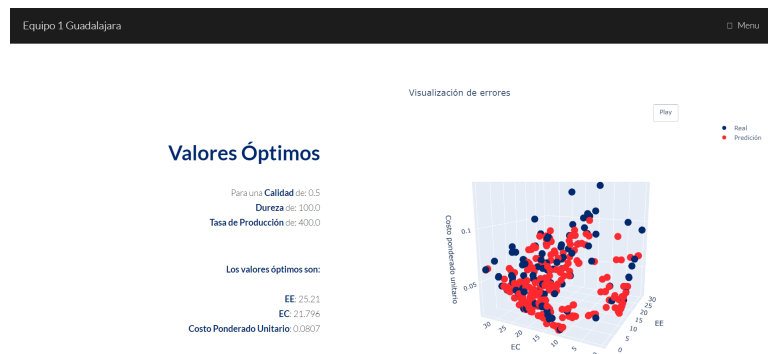 Equipo 1 Guadalajara
Menu
Visualización de errores
Play
Real
Predición
Valores Óptimos
Para una Calidad de: 0.5
Dureza de: 100.0
Tasa de Producción de: 400.0
Los valores óptimos son:
EE: 25.21
EC: 21.796
Costo Ponderado Unitario: 0.0807
Costo ponderado unitario
0.1
0.05
30
25
20
15
10
5
EC
30
25
20
15
10
5
0
EE